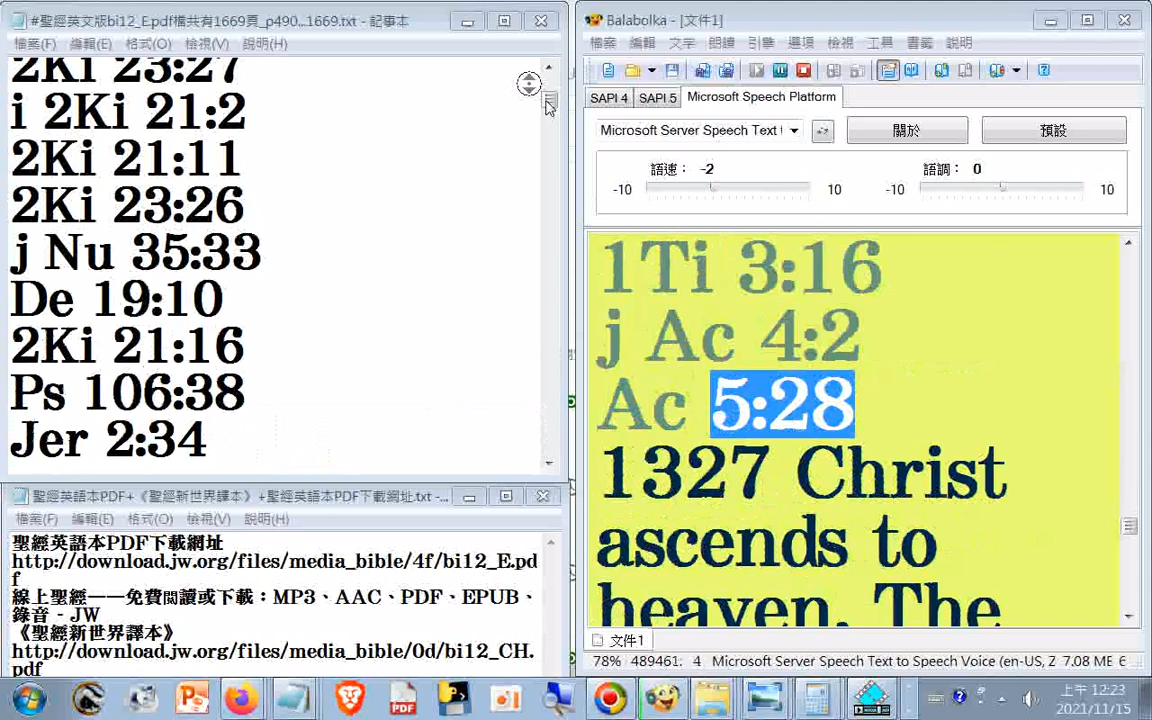 #聖經英文版bi12_E.pdf檔共有1669頁_p490...1669.txt - 記事本
檔案(F) 編輯(E) 格式(O) 檢視(V) 說明(H)
2Ki 23:27
i 2Ki 21:2
2Ki 21:11
2Ki 23:26
j Nu 35:33
De 19:10
2Ki 21:16
Ps 106:38
Jer 2:34
聖經英語本PDF+《聖經新世界譯本》+聖經英語本PDF下載網址.txt -...
檔案(F) 編輯(E) 格式(O) 檢視(V) 說明(H)
聖經英語本PDF下載網址
http://download.jw.org/files/media_bible/4f/bi12_E.pd
f
線上聖經——免費閱讀或下載：MP3、AAC、PDF、EPUB、
錄音 - JW
《聖經新世界譯本》
http://download.jw.org/files/media_bible/0d/bi12_CH.
pdf
Balabolka - [文件1]
檔案 編輯 文字 朗讀 引擎 選項 檢視 工具 書籤 說明
SAPI 4 SAPI 5 Microsoft Speech Platform
Microsoft Server Speech Text 關於 預設
語速： -2 語調： 0
-10 10 -10 10
1Ti 3:16
j Ac 4:2
Ac 5:28
1327 Christ
ascends to
heaven. The
文件1
78% 489461. 4 Microsoft Server Speech Text to Speech Voice (en-US, Z 7.08 ME 6
PDF
上午 12:23
2021/11/15